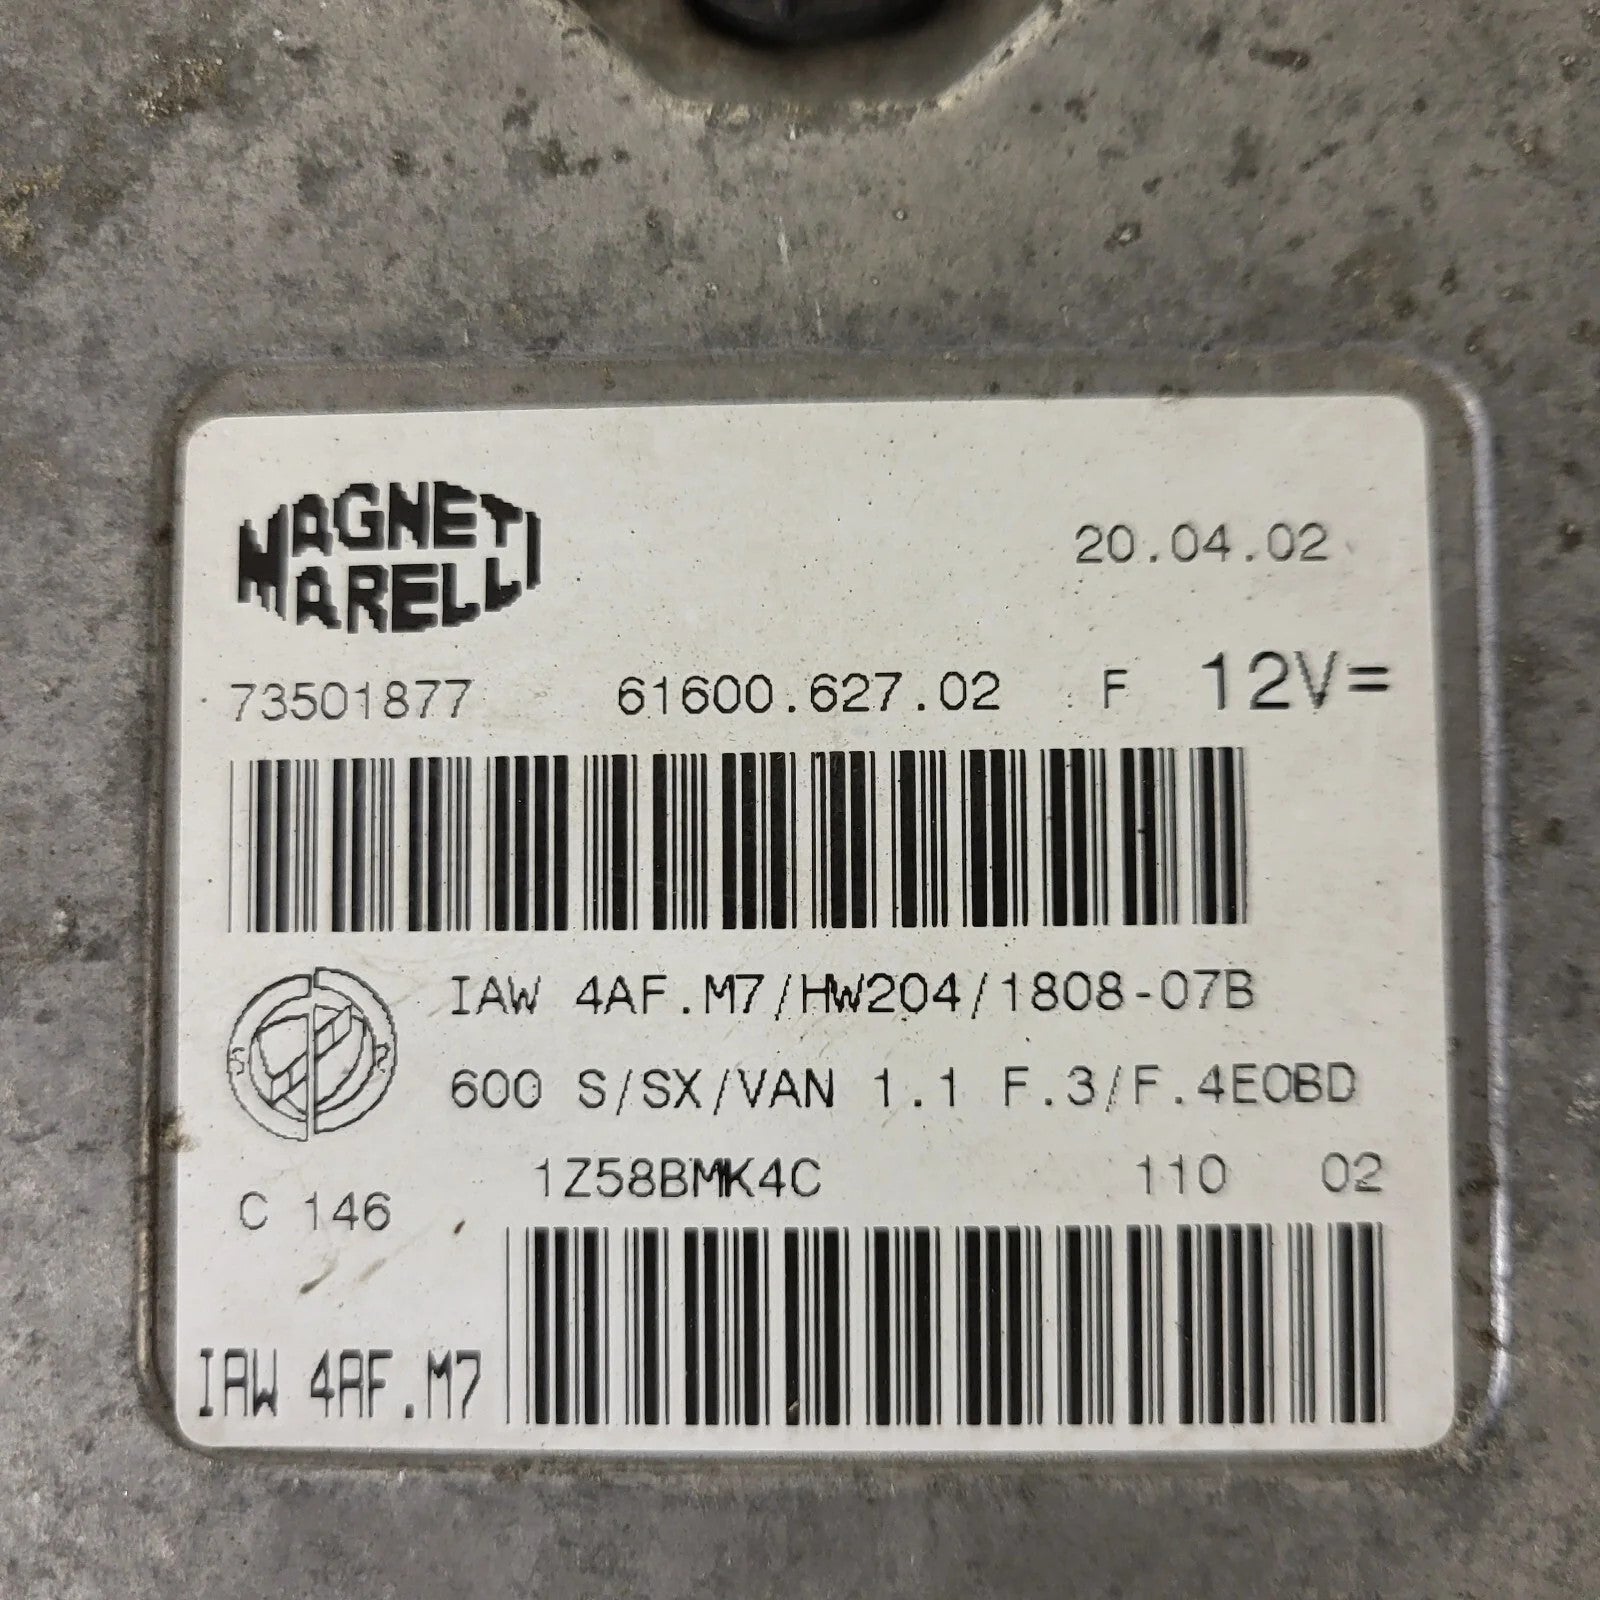 MAGNETI
MARELLI
20.04.02
73501877 61600.627.02 F 12V=
IAW 4AF.M7/HW204/1808-07B
600 S/SX/VAN 1.1 F.3/F.4EOBD
1Z58BMK4C 110 02
C 146
IAW 4AF.M7